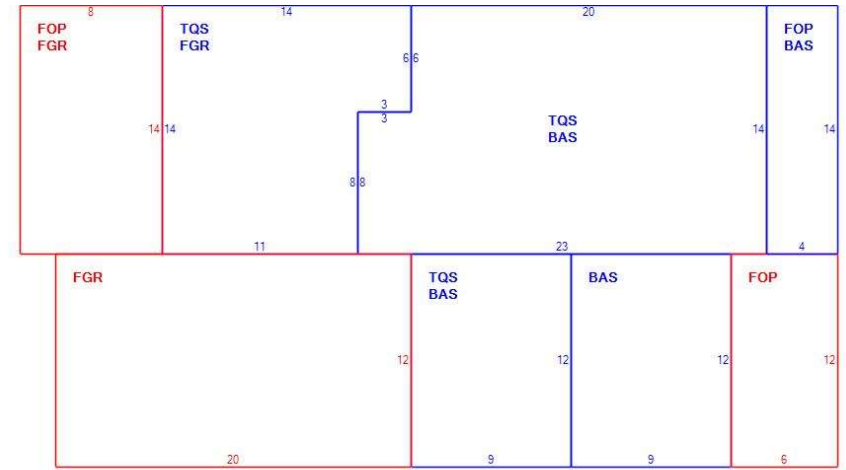 8 14 20
FOP TQS FOP
FGR FGR BAS
6 6
3
3
TQS
BAS
14 14 14 14
8 8
11 23 4
FGR TQS BAS FOP
BAS
12 12 12 12
20 9 9 6